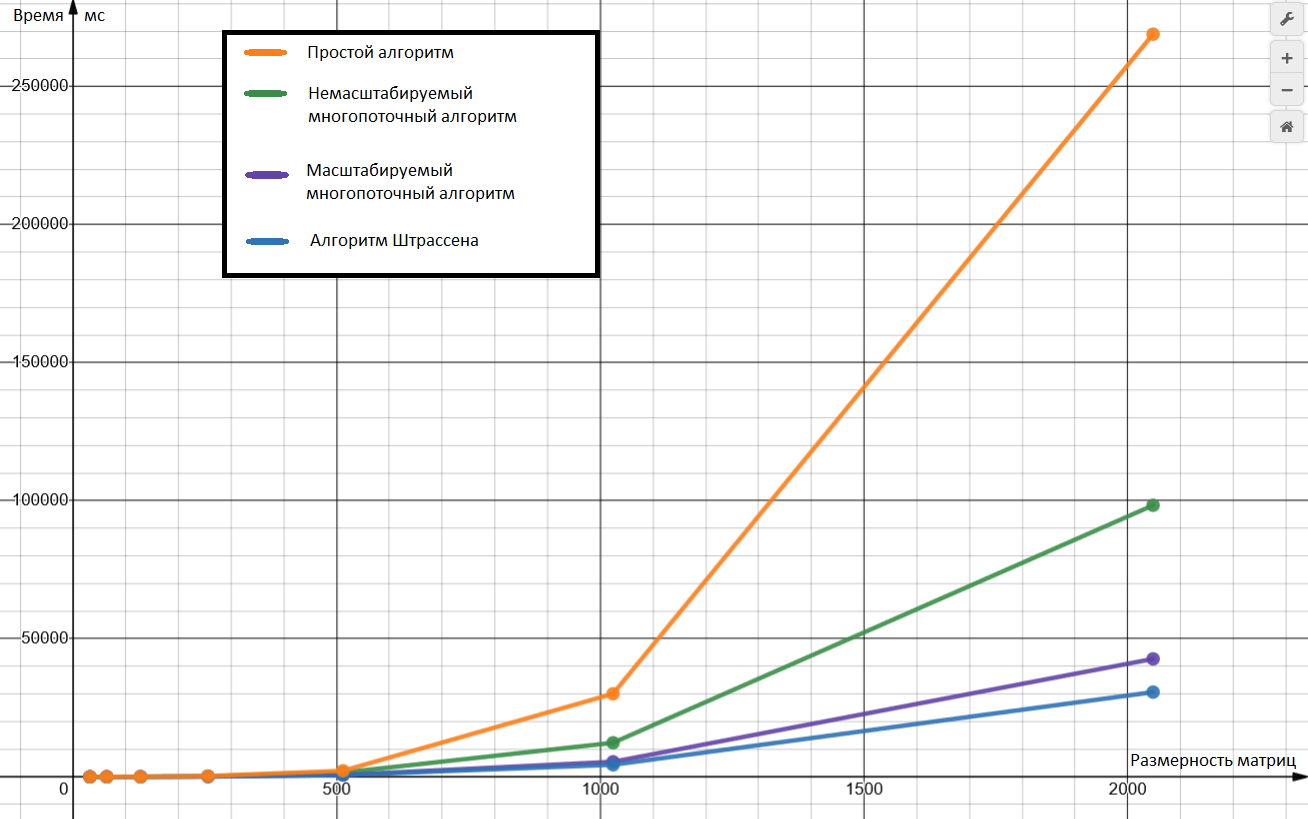 Время мс
250000
200000
150000
100000
50000
0
500
1000
1500
2000
Размерность матриц
Простой алгоритм
Немасштабируемый
многопоточный алгоритм
Масштабируемый
многопоточный алгоритм
Алгоритм Штрассена
+
−